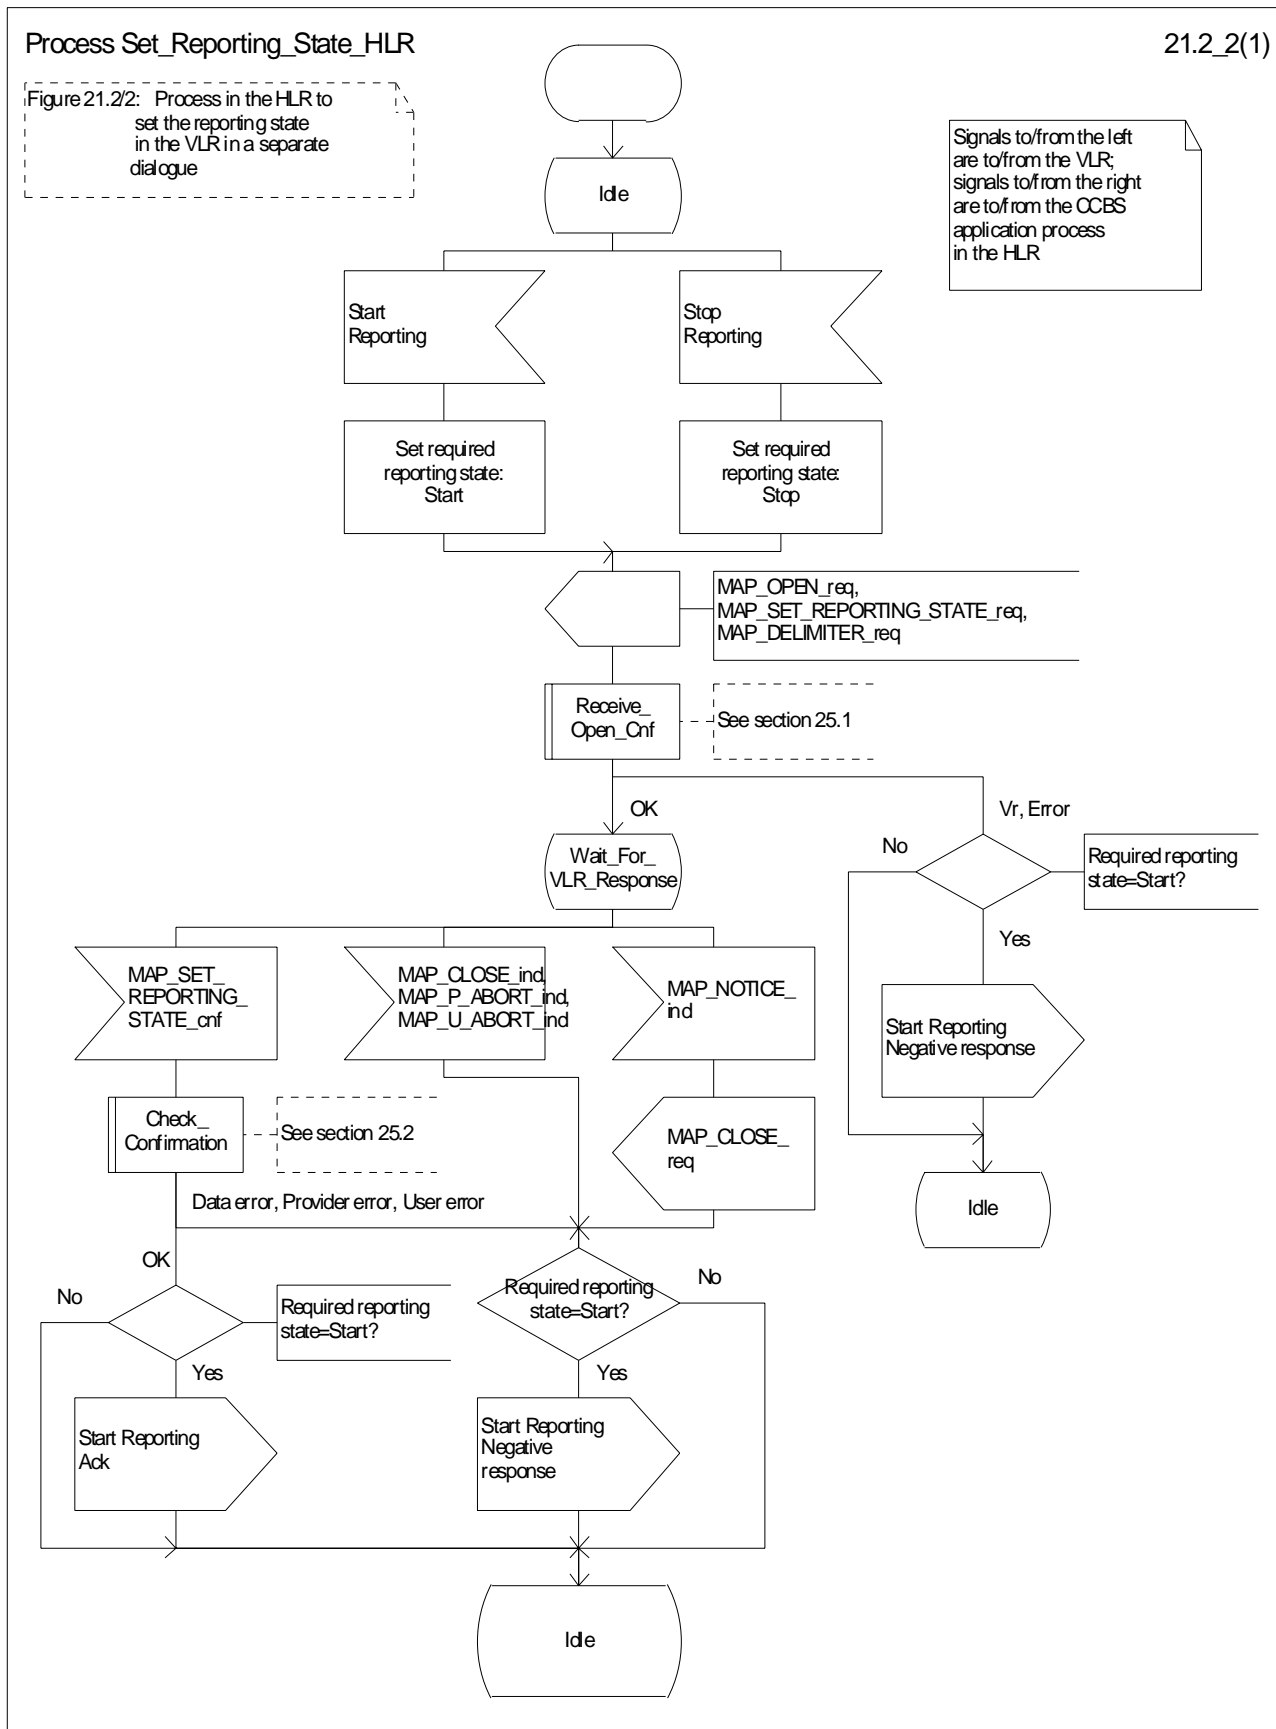 Process Set_Reporting_State_HLR
21.2_2(1)
Figure 21.2/2: Process in the HLR to
set the reporting state
in the VLR in a separate
dialogue
Signals to/from the left
are to/from the VLR;
signals to/from the right
are to/from the CCBS
application process
in the HLR
Idle
Start
Reporting
Stop
Reporting
Set required
reporting state:
Start
Set required
reporting state:
Stop
MAP_OPEN_req,
MAP_SET_REPORTING_STATE_req,
MAP_DELIMITER_req
Receive_
Open_Cnf
See section 25.1
OK
Vr, Error
Wait_For_
VLR_Response
No
Required reporting
state=Start?
Yes
MAP_SET_
REPORTING_
STATE_cnf
MAP_CLOSE_ind,
MAP_P_ABORT_ind,
MAP_U_ABORT_ind
MAP_NOTICE_
ind
Start Reporting
Negative response
Check_
Confirmation
See section 25.2
MAP_CLOSE_
req
Data error, Provider error, User error
Idle
OK
No
Required reporting
state=Start?
Required reporting
state=Start?
No
Yes
Yes
Start Reporting
Ack
Start Reporting
Negative
response
Idle